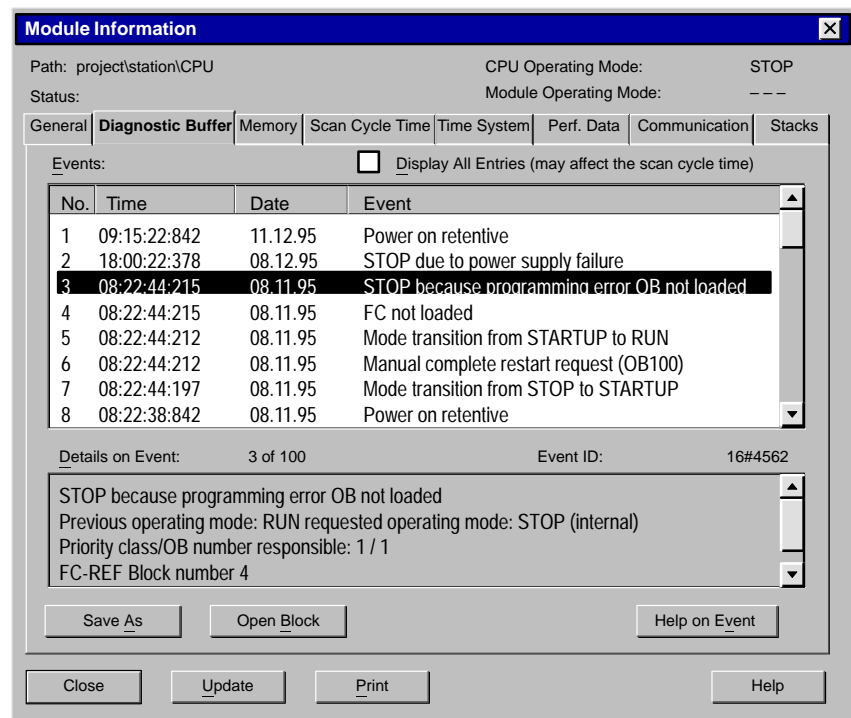 Module Information
Path: project\station\CPU CPU Operating Mode: STOP
Status: Module Operating Mode: – – –
General Diagnostic Buffer Memory Scan Cycle Time Time System Perf. Data Communication Stacks
Events: Display All Entries (may affect the scan cycle time)
No. Time Date Event
1 09:15:22:842 11.12.95 Power on retentive
2 18:00:22:378 08.12.95 STOP due to power supply failure
3 08:22:44:215 08.11.95 STOP because programming error OB not loaded
4 08:22:44:215 08.11.95 FC not loaded
5 08:22:44:212 08.11.95 Mode transition from STARTUP to RUN
6 08:22:44:212 08.11.95 Manual complete restart request (OB100)
7 08:22:44:197 08.11.95 Mode transition from STOP to STARTUP
8 08:22:38:842 08.11.95 Power on retentive
Details on Event: 3 of 100 Event ID: 16#4562
STOP because programming error OB not loaded
Previous operating mode: RUN requested operating mode: STOP (internal)
Priority class/OB number responsible: 1 / 1
FC-REF Block number 4
Save As Open Block Help on Event
Close Update Print Help